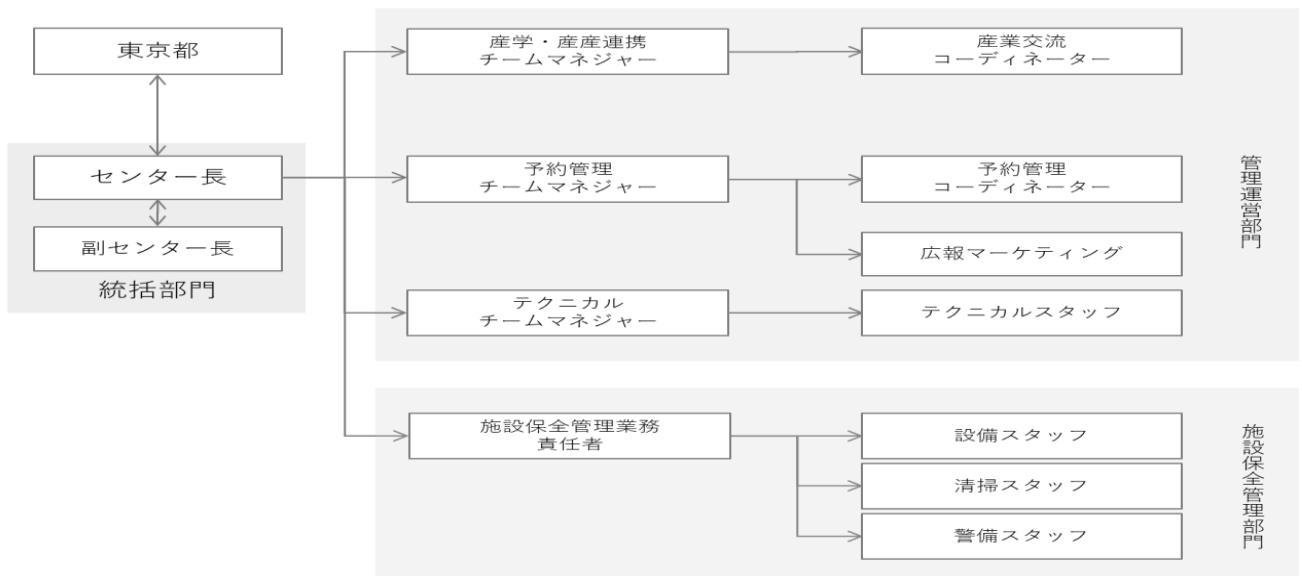 東京都
センター長
副センター長
統括部門
産学・産産連携
チームマネジャー
産業交流
コーディネーター
予約管理
チームマネジャー
予約管理
コーディネーター
広報マーケティング
テクニカル
チームマネジャー
テクニカルスタッフ
管理運営部門
施設保全管理業務
責任者
設備スタッフ
清掃スタッフ
警備スタッフ
施設保全管理部門